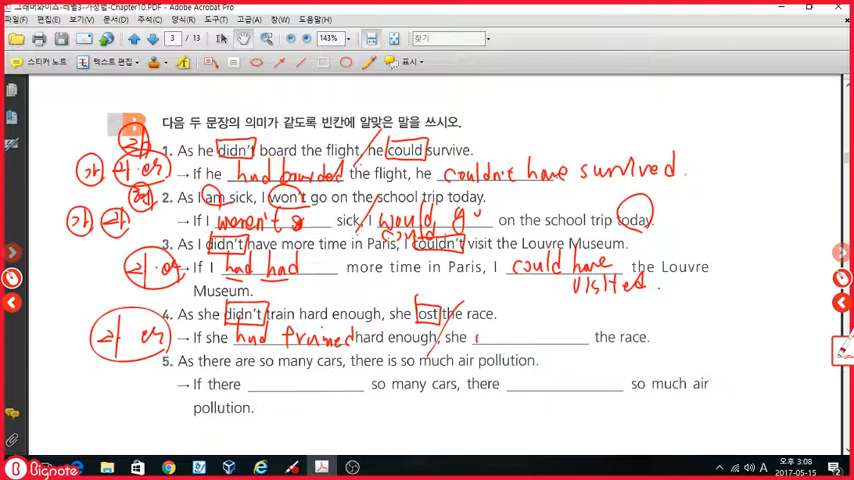 그래머와이즈-레벨3-가정법-Chapter10.PDF - Adobe Acrobat Pro
파일(F) 편집(E) 보기(V) 문서(D) 주석(C) 양식(R) 도구(T) 고급(A) 창(W) 도움말(H)
3 / 13 143% 찾기
스티커 노트 텍스트 편집 표시
다음 두 문장의 의미가 같도록 빈칸에 알맞은 말을 쓰시오.
1. As he didn't board the flight, he could survive.
→ If he had boarded the flight, he couldn't have survived.
2. As I am sick, I won't go on the school trip today.
→ If I weren't sick, I would go on the school trip today.
could
3. As I didn't have more time in Paris, I couldn't visit the Louvre Museum.
→ If I had had more time in Paris, I could have visited. the Louvre
Museum.
4. As she didn't train hard enough, she lost the race.
→ If she had trained hard enough, she the race.
5. As there are so many cars, there is so much air pollution.
→ If there so many cars, there so much air
pollution.
Bignote
A 오후 3:08
2017-05-15